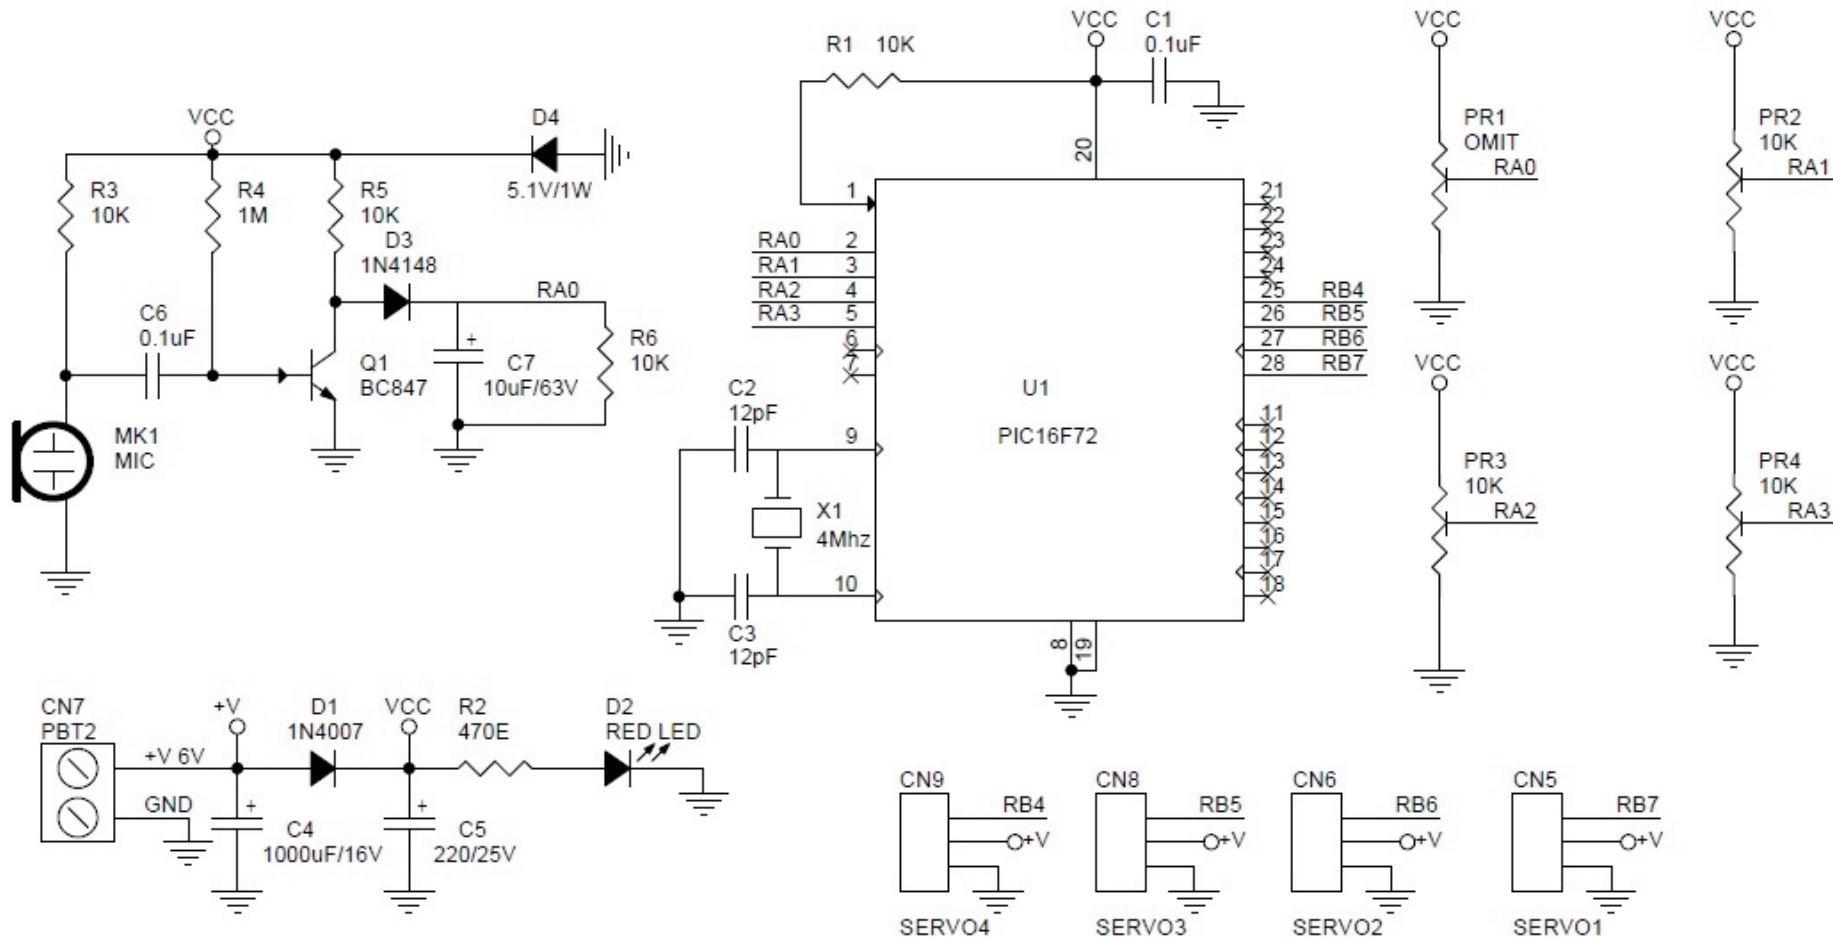 VCC
R3
10K
R4
1M
R5
10K
D4
5.1V/1W
D3
1N4148
RA0
C6
0.1uF
Q1
BC847
C7
10uF/63V
+
R6
10K
MK1
MIC
R1 10K
VCC
C1
0.1uF
20
1
RA0 2
RA1 3
RA2 4
RA3 5
6
7
9
10
C2
12pF
X1
4Mhz
C3
12pF
U1
PIC16F72
21
22
23
24
25 RB4
26 RB5
27 RB6
28 RB7
11
12
13
14
15
16
17
18
8
19
VCC
PR1
OMIT
RA0
VCC
PR2
10K
RA1
VCC
PR3
10K
RA2
VCC
PR4
10K
RA3
CN7
PBT2
+V 6V
GND
+V
+
C4
1000uF/16V
D1
1N4007
VCC
+
C5
220/25V
R2
470E
D2
RED LED
CN9
RB4
+V
SERVO4
CN8
RB5
+V
SERVO3
CN6
RB6
+V
SERVO2
CN5
RB7
+V
SERVO1